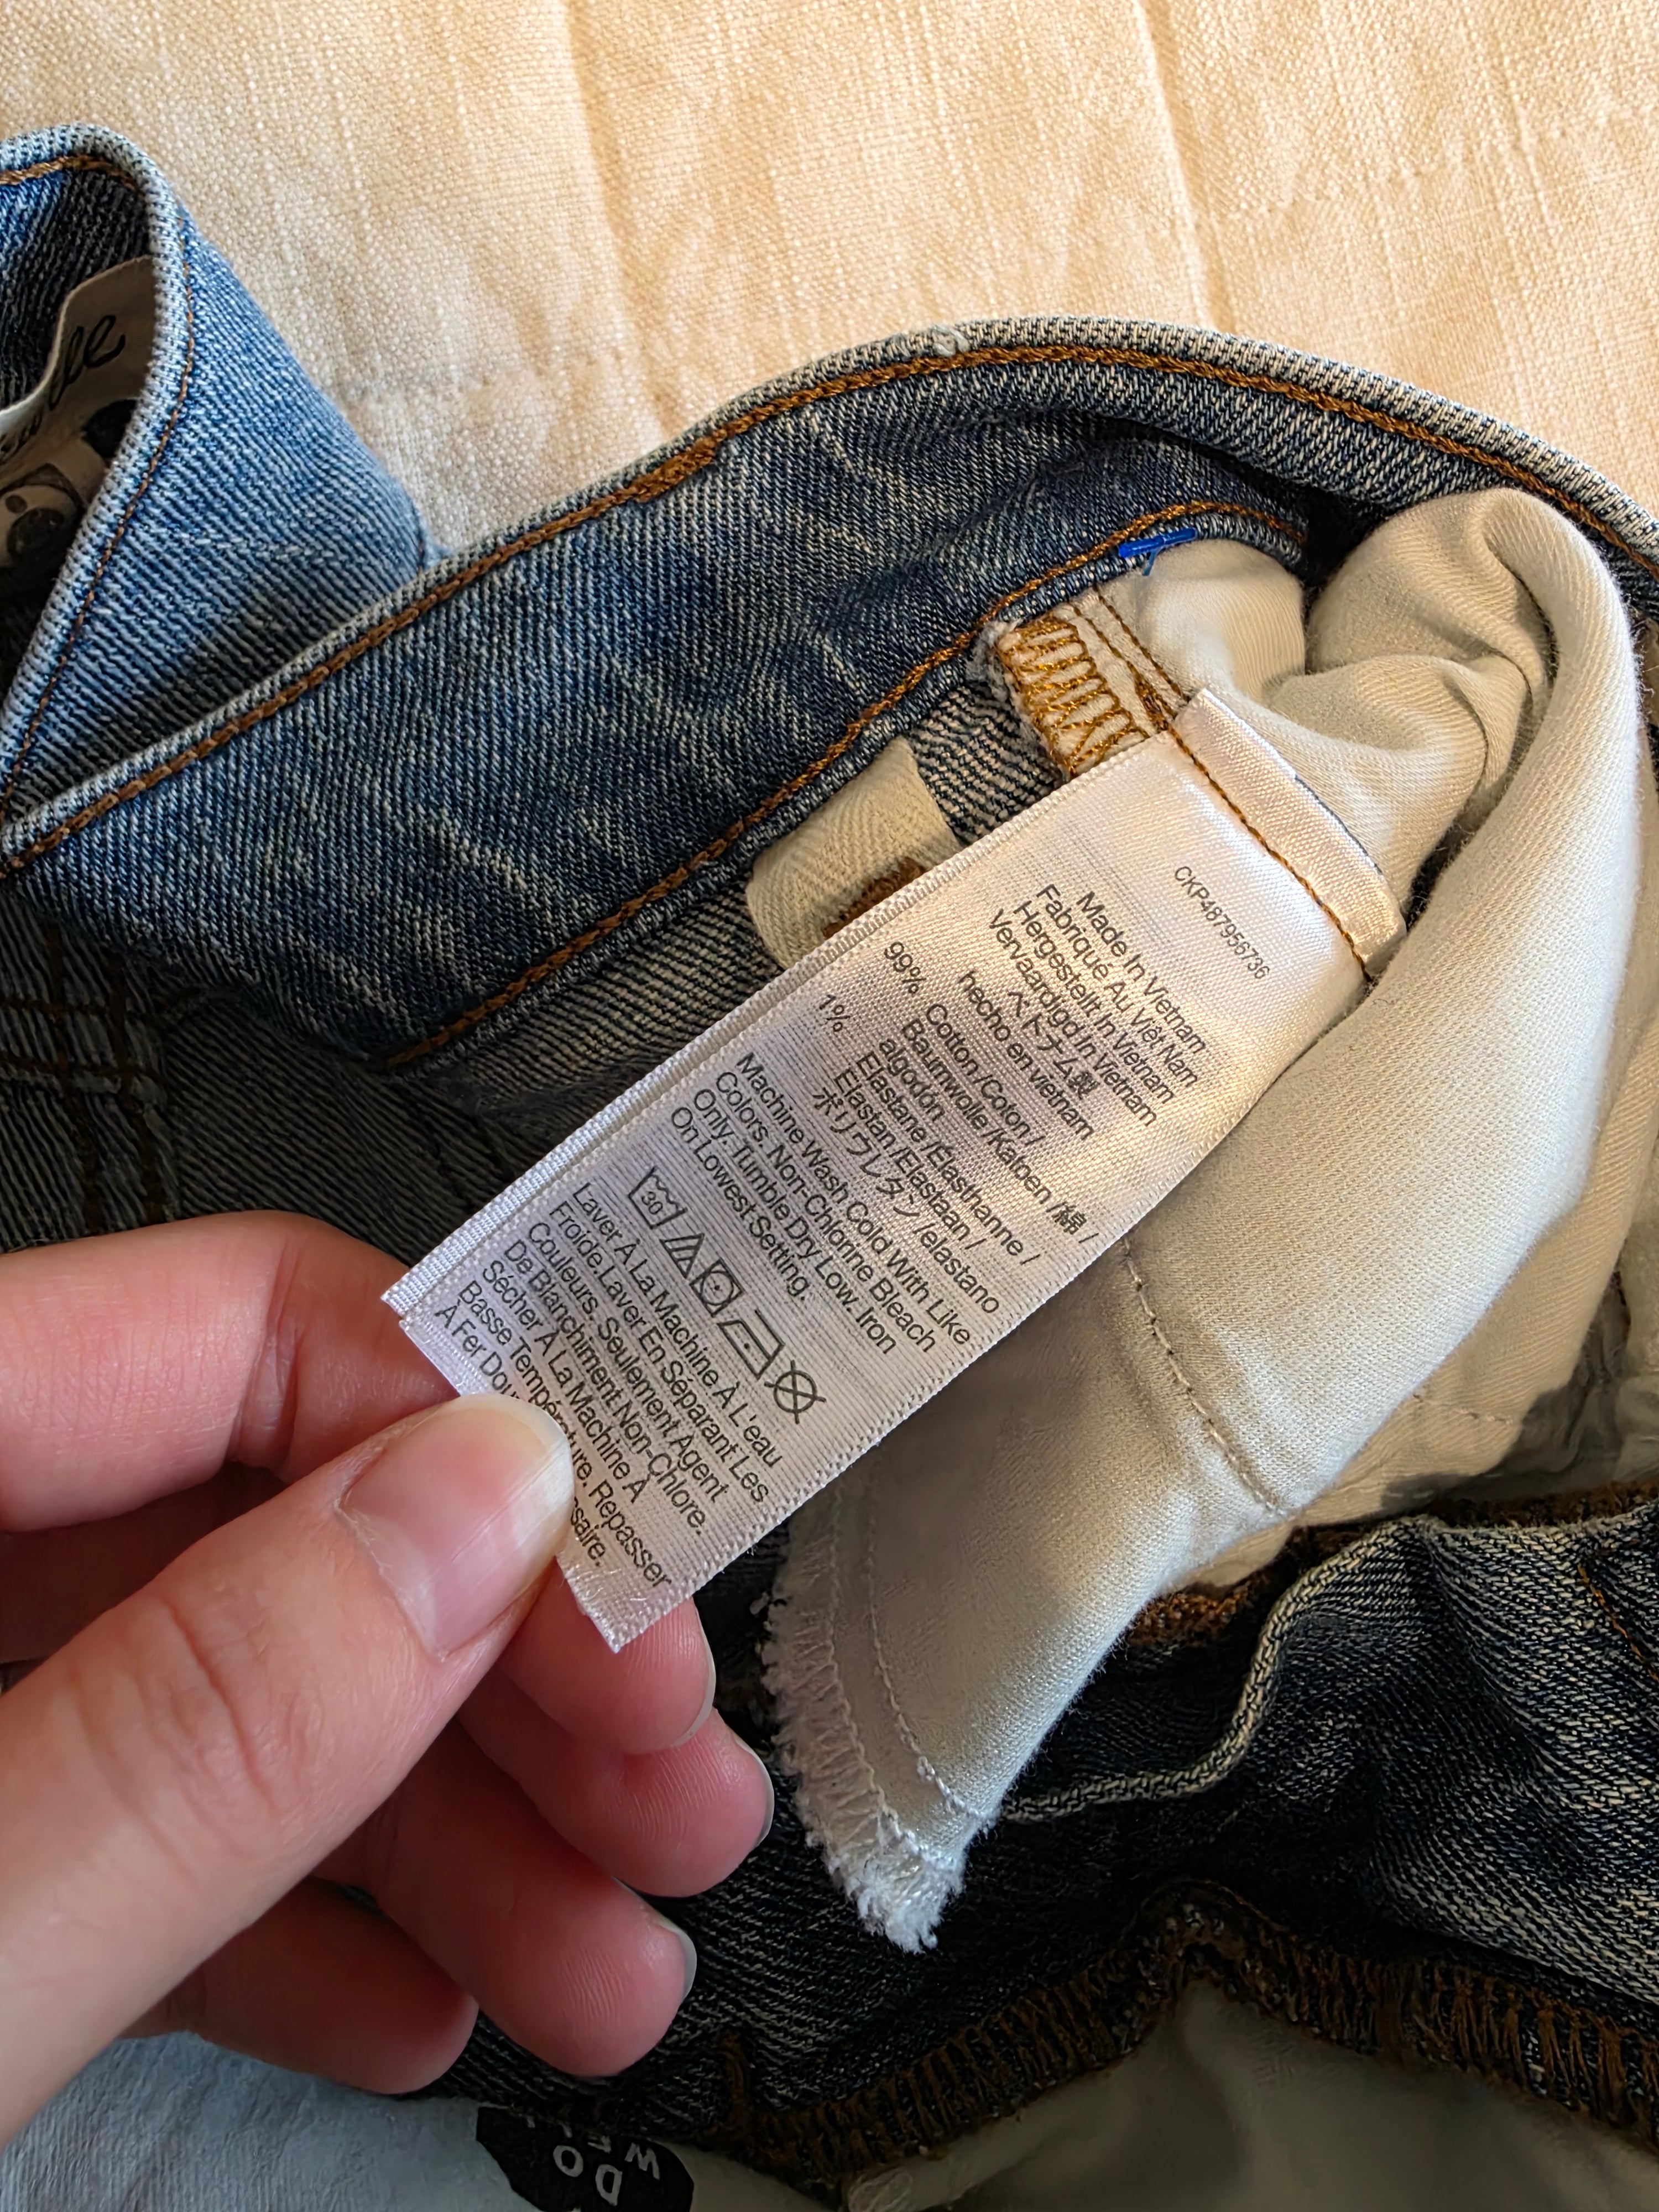 CKP487956736
Made In Vietnam
Fabriqué Au Việt Nam
Hergestellt In Vietnam
Vervaardigd In Vietnam
ベトナム製
hecho en vietnam
99% Cotton / Coton /
Baumwolle / Katoen / 綿 /
algodón
1% Elastane / Élasthanne /
Elastan / Elastaan /
ポリウレタン / elastano
Machine Wash Cold With Like
Colors. Non-Chlorine Bleach
Only. Tumble Dry Low. Iron
On Lowest Setting.
30
Laver À La Machine À L'eau
Froide Laver En Séparant Les
Couleurs. Seulement Agent
De Blanchiment Non-Chlore.
Sécher À La Machine À
Basse Température. Repasser
À Fer
DO